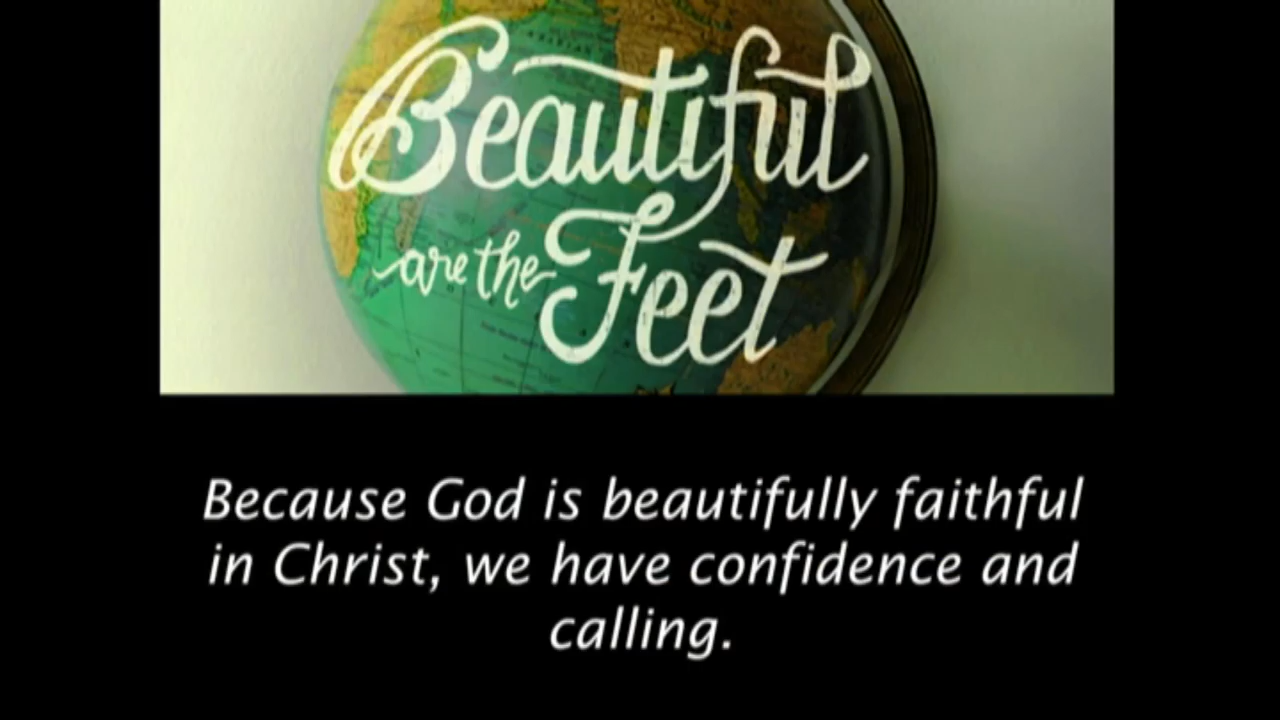 Beautiful
are the Feet
Because God is beautifully faithful
in Christ, we have confidence and
calling.